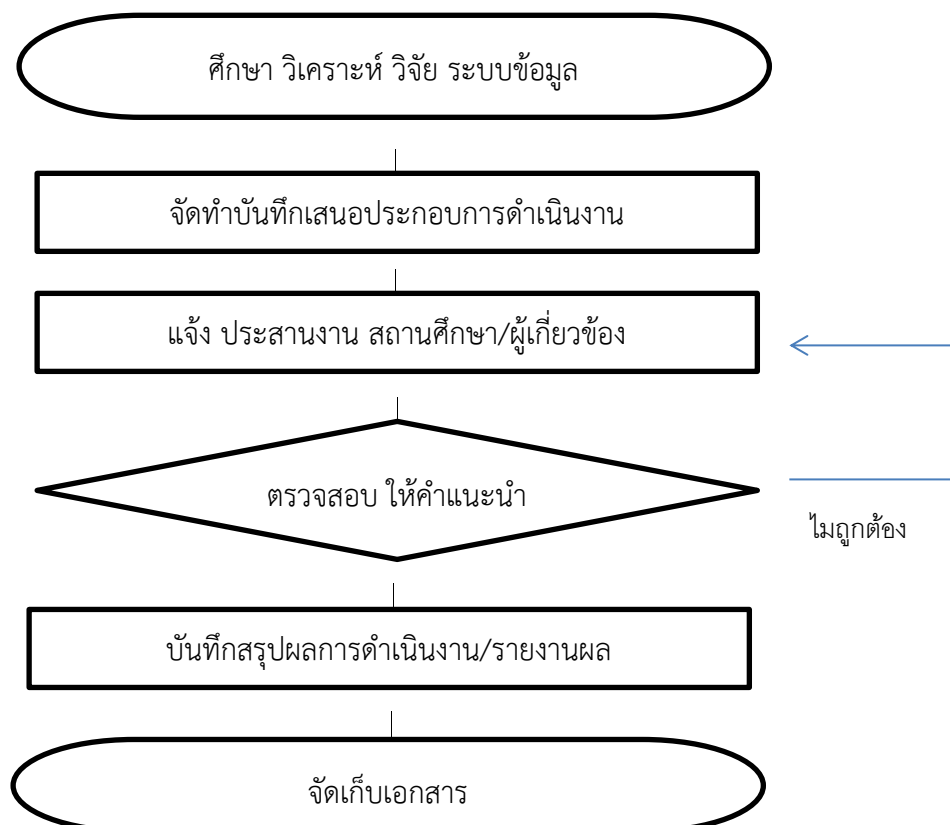 ศึกษา วิเคราะห์ วิจัย ระบบข้อมูล
จัดทำบันทึกเสนอประกอบการดำเนินงาน
แจ้ง ประสานงาน สถานศึกษา/ผู้เกี่ยวข้อง
ตรวจสอบ ให้คำแนะนำ
ไมถูกต้อง
บันทึกสรุปผลการดำเนินงาน/รายงานผล
จัดเก็บเอกสาร